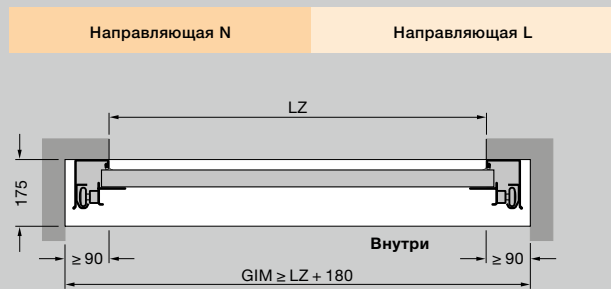 Направляющая N
Направляющая L
LZ
175
Внутри
≥ 90
≥ 90
GIM ≥ LZ + 180